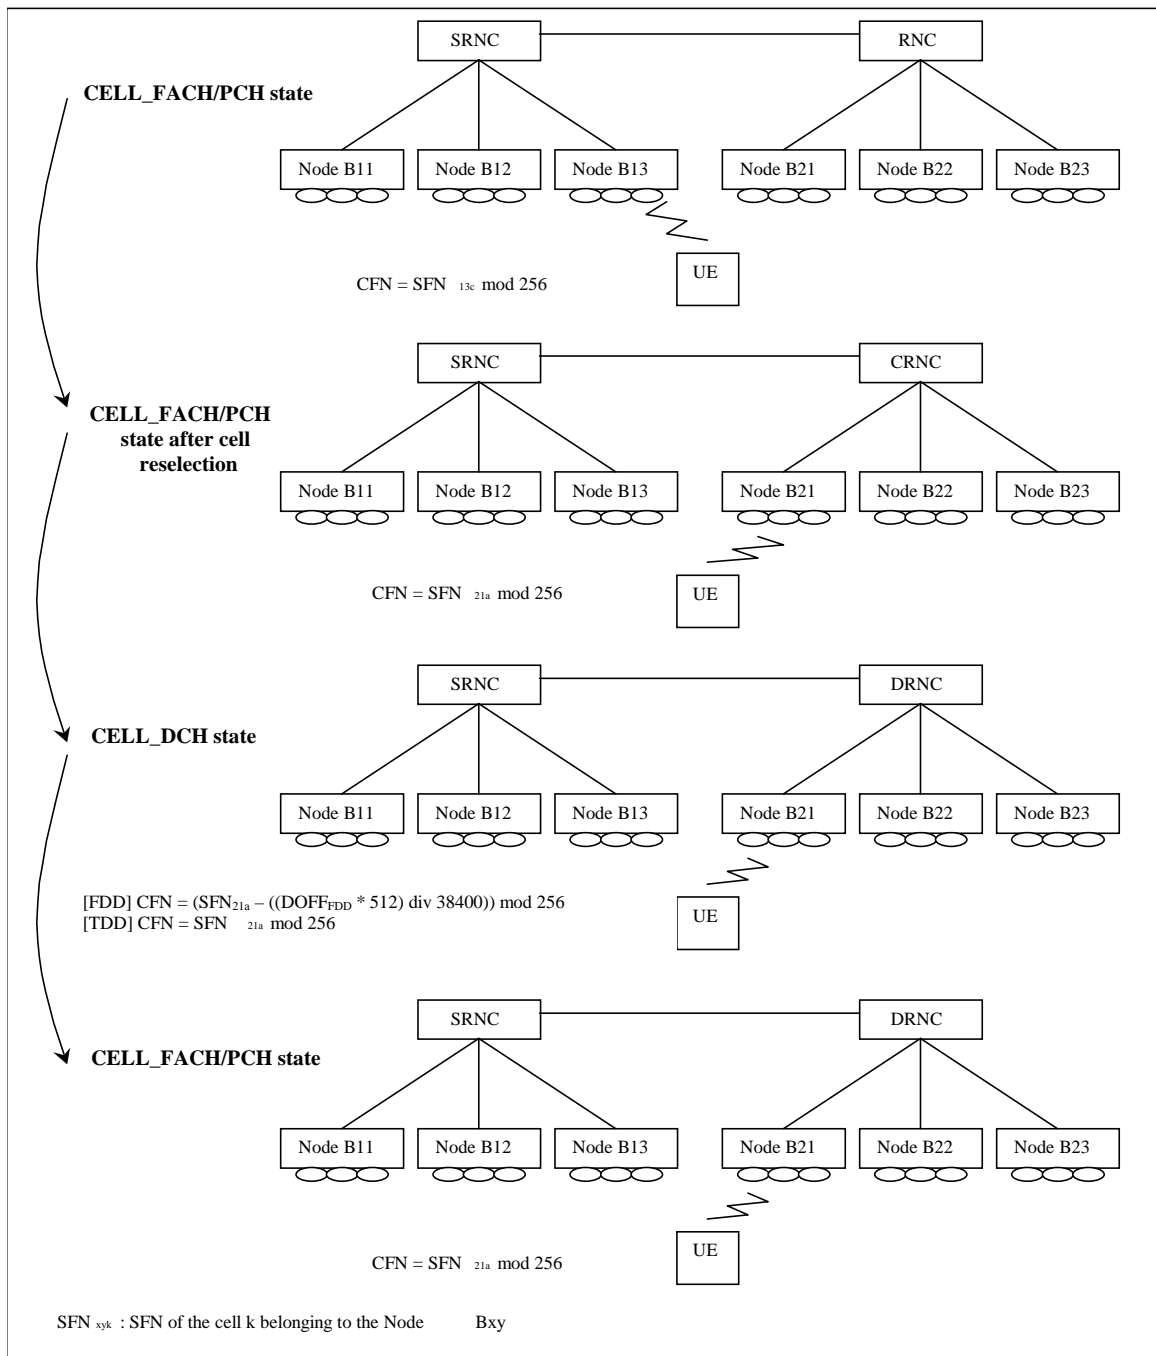 SRNC RNC
CELL_FACH/PCH state
Node B11 Node B12 Node B13 Node B21 Node B22 Node B23
UE
CFN = SFN 13c mod 256
SRNC CRNC
CELL_FACH/PCH
state after cell
reselection
Node B11 Node B12 Node B13 Node B21 Node B22 Node B23
CFN = SFN 21a mod 256
UE
SRNC DRNC
CELL_DCH state
Node B11 Node B12 Node B13 Node B21 Node B22 Node B23
[FDD] CFN = (SFN21a – ((DOFFFDD * 512) div 38400)) mod 256
UE
[TDD] CFN = SFN 21a mod 256
SRNC DRNC
CELL_FACH/PCH state
Node B11 Node B12 Node B13 Node B21 Node B22 Node B23
UE
CFN = SFN 21a mod 256
SFN xyk : SFN of the cell k belonging to the Node Bxy